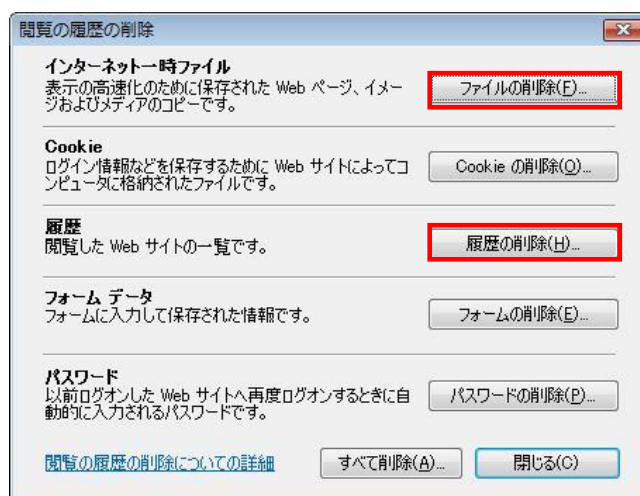 閲覧の履歴の削除
インターネット一時ファイル
表示の高速化のために保存された Web ページ、イメー
ジおよびメディアのコピーです。
ファイルの削除(F)...
Cookie
ログイン情報などを保存するために Web サイトによってコ
ンピュータに格納されたファイルです。
Cookie の削除(O)...
履歴
閲覧した Web サイトの一覧です。
履歴の削除(H)...
フォーム データ
フォームに入力して保存された情報です。
フォームの削除(E)...
パスワード
以前ログオンした Web サイトへ再度ログオンするときに自
動的に入力されるパスワードです。
パスワードの削除(P)...
閲覧の履歴の削除についての詳細
すべて削除(A)...
閉じる(C)